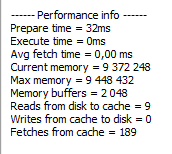 ------ Performance info ------
Prepare time = 32ms
Execute time = 0ms
Avg fetch time = 0,00 ms
Current memory = 9 372 248
Max memory = 9 448 432
Memory buffers = 2 048
Reads from disk to cache = 9
Writes from cache to disk = 0
Fetches from cache = 189